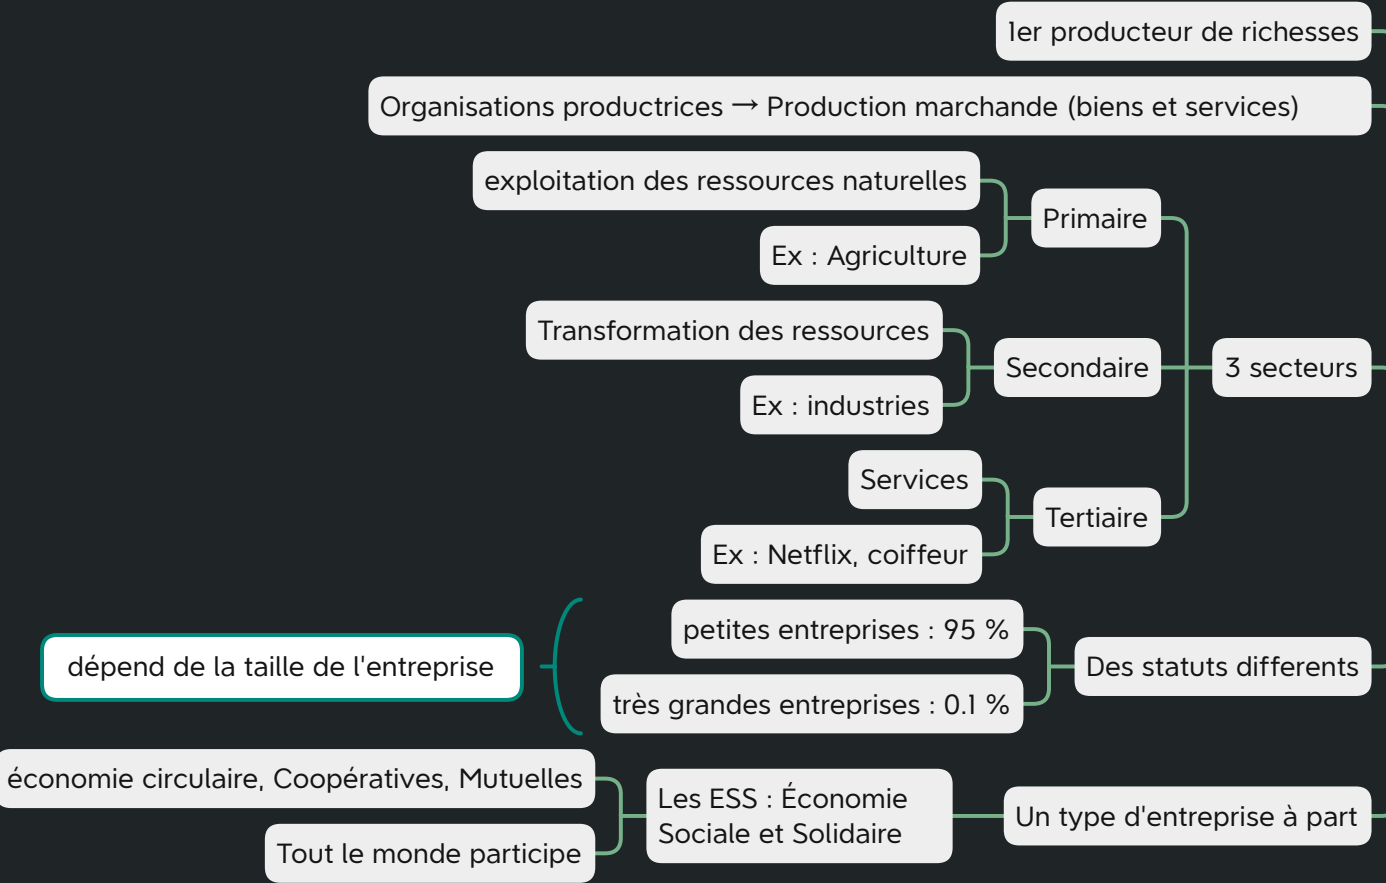 1er producteur de richesses
Organisations productrices → Production marchande (biens et services)
exploitation des ressources naturelles
Primaire
Ex : Agriculture
Transformation des ressources
Secondaire
3 secteurs
Ex : industries
Services
Tertiaire
Ex : Netflix, coiffeur
petites entreprises : 95 %
dépend de la taille de l'entreprise
Des statuts differents
très grandes entreprises : 0.1 %
économie circulaire, Coopératives, Mutuelles
Les ESS : Économie
Sociale et Solidaire
Un type d'entreprise à part
Tout le monde participe